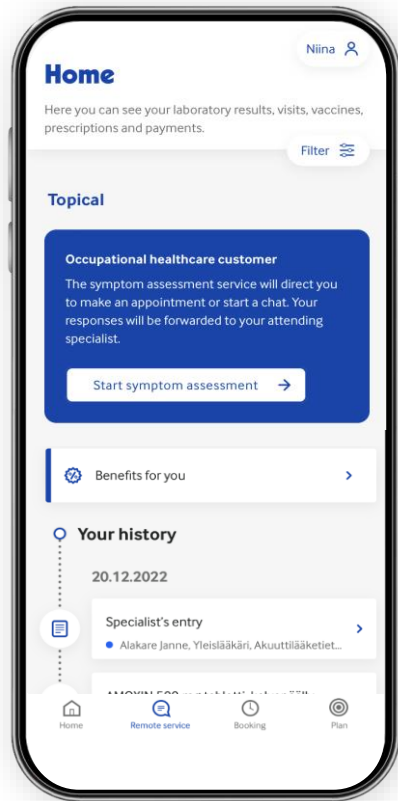 Niina
Home
Here you can see your laboratory results, visits, vaccines,
prescriptions and payments.
Filter
Topical
Occupational healthcare customer
The symptom assessment service will direct you
to make an appointment or start a chat. Your
responses will be forwarded to your attending
specialist.
Start symptom assessment
Benefits for you
Your history
20.12.2022
Specialist's entry
Alakare Janne, Yleislääkäri, Akuuttilääketiet...
AMOXIN 500 mg
Home
Remote service
Booking
Plan